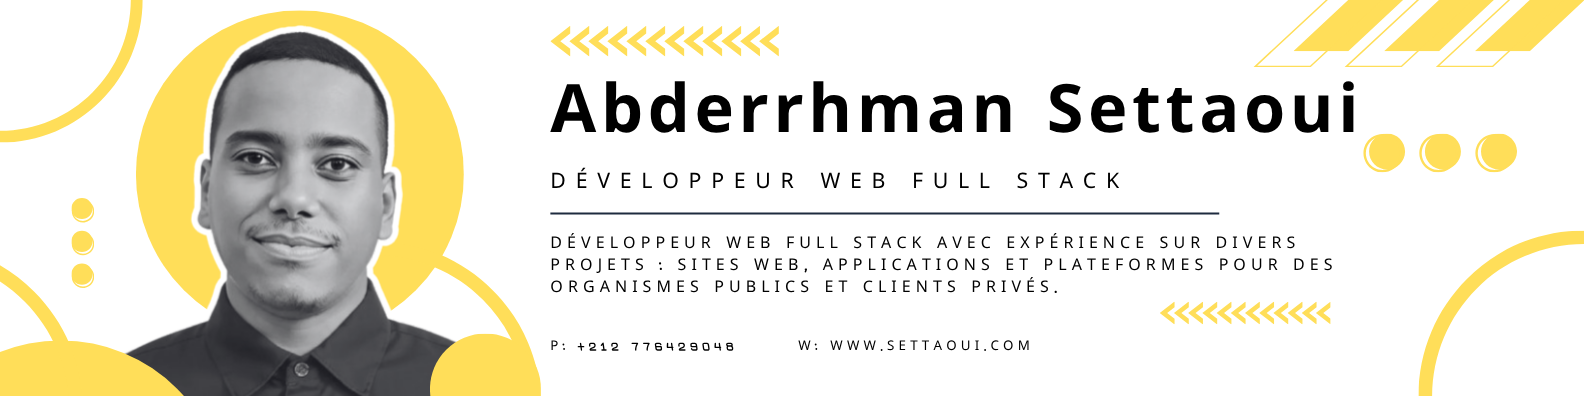 Abderrhman Settaoui
DÉVELOPPEUR WEB FULL STACK
DÉVELOPPEUR WEB FULL STACK AVEC EXPÉRIENCE SUR DIVERS
PROJETS : SITES WEB, APPLICATIONS ET PLATEFORMES POUR DES
ORGANISMES PUBLICS ET CLIENTS PRIVÉS.
P: +212 776429048 W: WWW.SETTAOUI.COM